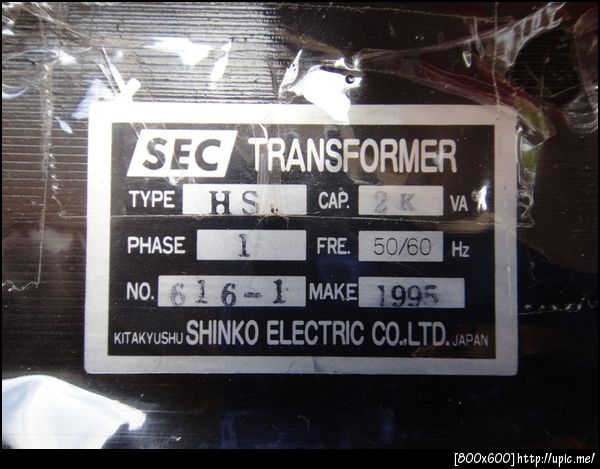 SEC TRANSFORMER
TYPE HS CAP. 2K VA
PHASE 1 FRE. 50/60 Hz
NO. 616-1 MAKE 1995
KITAKYUSHU SHINKO ELECTRIC CO.,LTD. JAPAN
[800x600]http://upic.me/